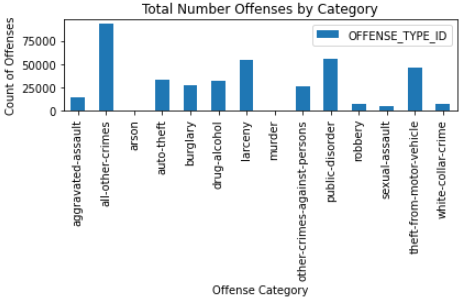 Total Number Offenses by Category
OFFENSE_TYPE_ID
Count of Offenses
75000
50000
25000
0
aggravated-assault
all-other-crimes
arson
auto-theft
burglary
drug-alcohol
larceny
murder
other-crimes-against-persons
public-disorder
robbery
sexual-assault
theft-from-motor-vehicle
white-collar-crime
Offense Category